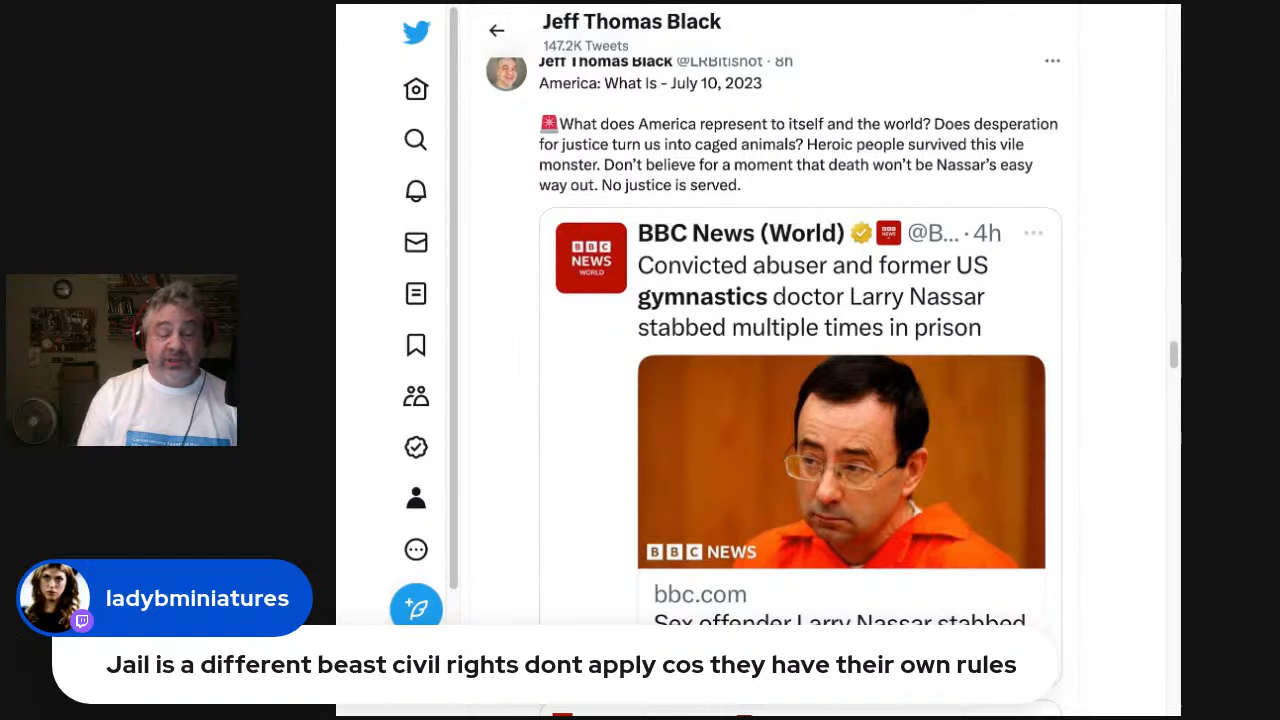 Jeff Thomas Black
147.2K Tweets
Jeff Thomas Black @LRBitisnot · 8h
America: What Is - July 10, 2023
🚨What does America represent to itself and the world? Does desperation
for justice turn us into caged animals? Heroic people survived this vile
monster. Don’t believe for a moment that death won’t be Nassar’s easy
way out. No justice is served.
BBC
NEWS
WORLD
BBC News (World) @B... · 4h
Convicted abuser and former US
gymnastics doctor Larry Nassar
stabbed multiple times in prison
BBC NEWS
bbc.com
Sex offender Larry Nassar stabbed
ladybminiatures
Jail is a different beast civil rights dont apply cos they have their own rules